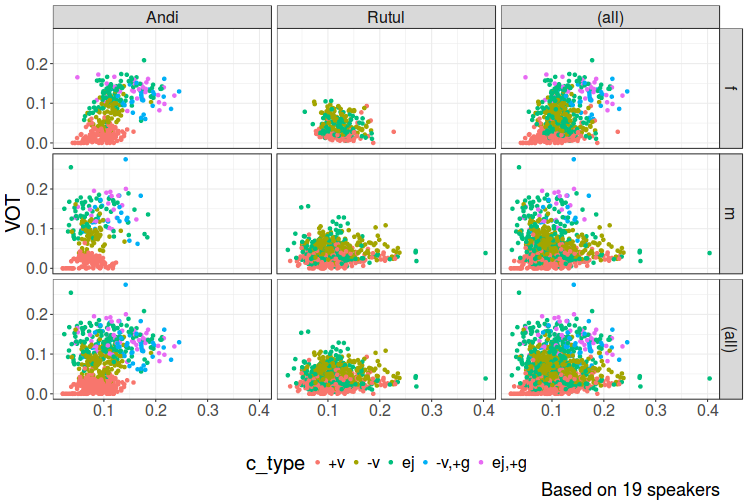 Andi Rutul (all)
0.2
0.1
0.0
f
0.2
0.1
0.0
m
0.2
0.1
0.0
(all)
VOT
0.1 0.2 0.3 0.4 0.1 0.2 0.3 0.4 0.1 0.2 0.3 0.4
c_type +v -v ej -v,+g ej,+g
Based on 19 speakers